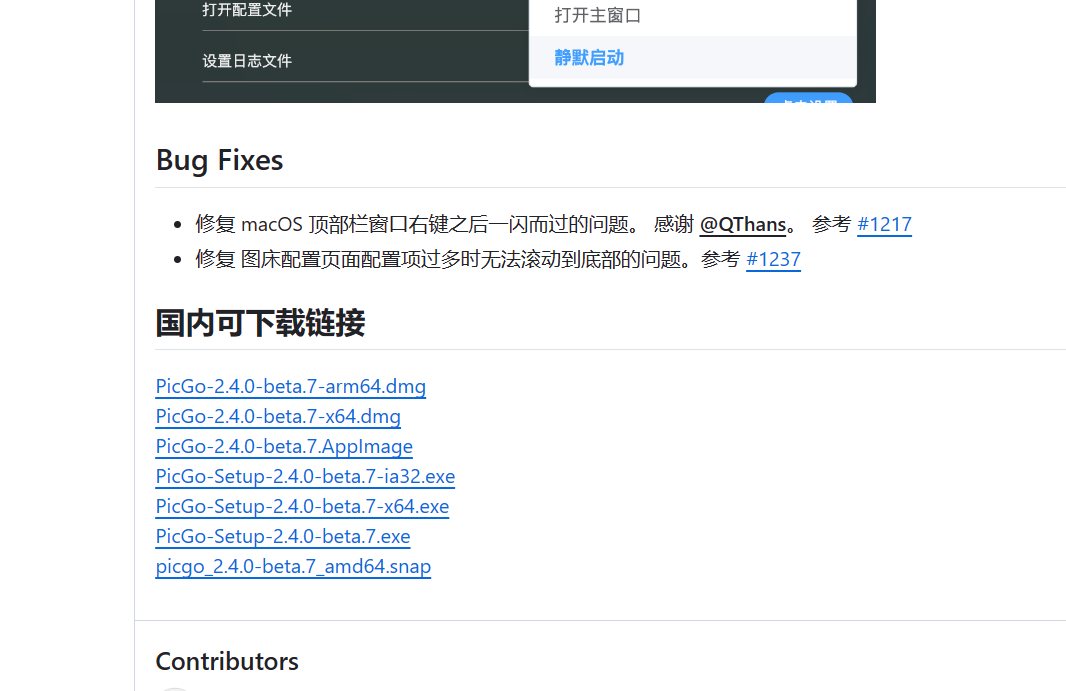 打开配置文件
打开主窗口
设置日志文件
静默启动
Bug Fixes
修复 macOS 顶部栏窗口右键之后一闪而过的问题。 感谢 @QThans。 参考 #1217
修复 图床配置页面配置项过多时无法滚动到底部的问题。参考 #1237
国内可下载链接
PicGo-2.4.0-beta.7-arm64.dmg
PicGo-2.4.0-beta.7-x64.dmg
PicGo-2.4.0-beta.7.AppImage
PicGo-Setup-2.4.0-beta.7-ia32.exe
PicGo-Setup-2.4.0-beta.7-x64.exe
PicGo-Setup-2.4.0-beta.7.exe
picgo_2.4.0-beta.7_amd64.snap
Contributors